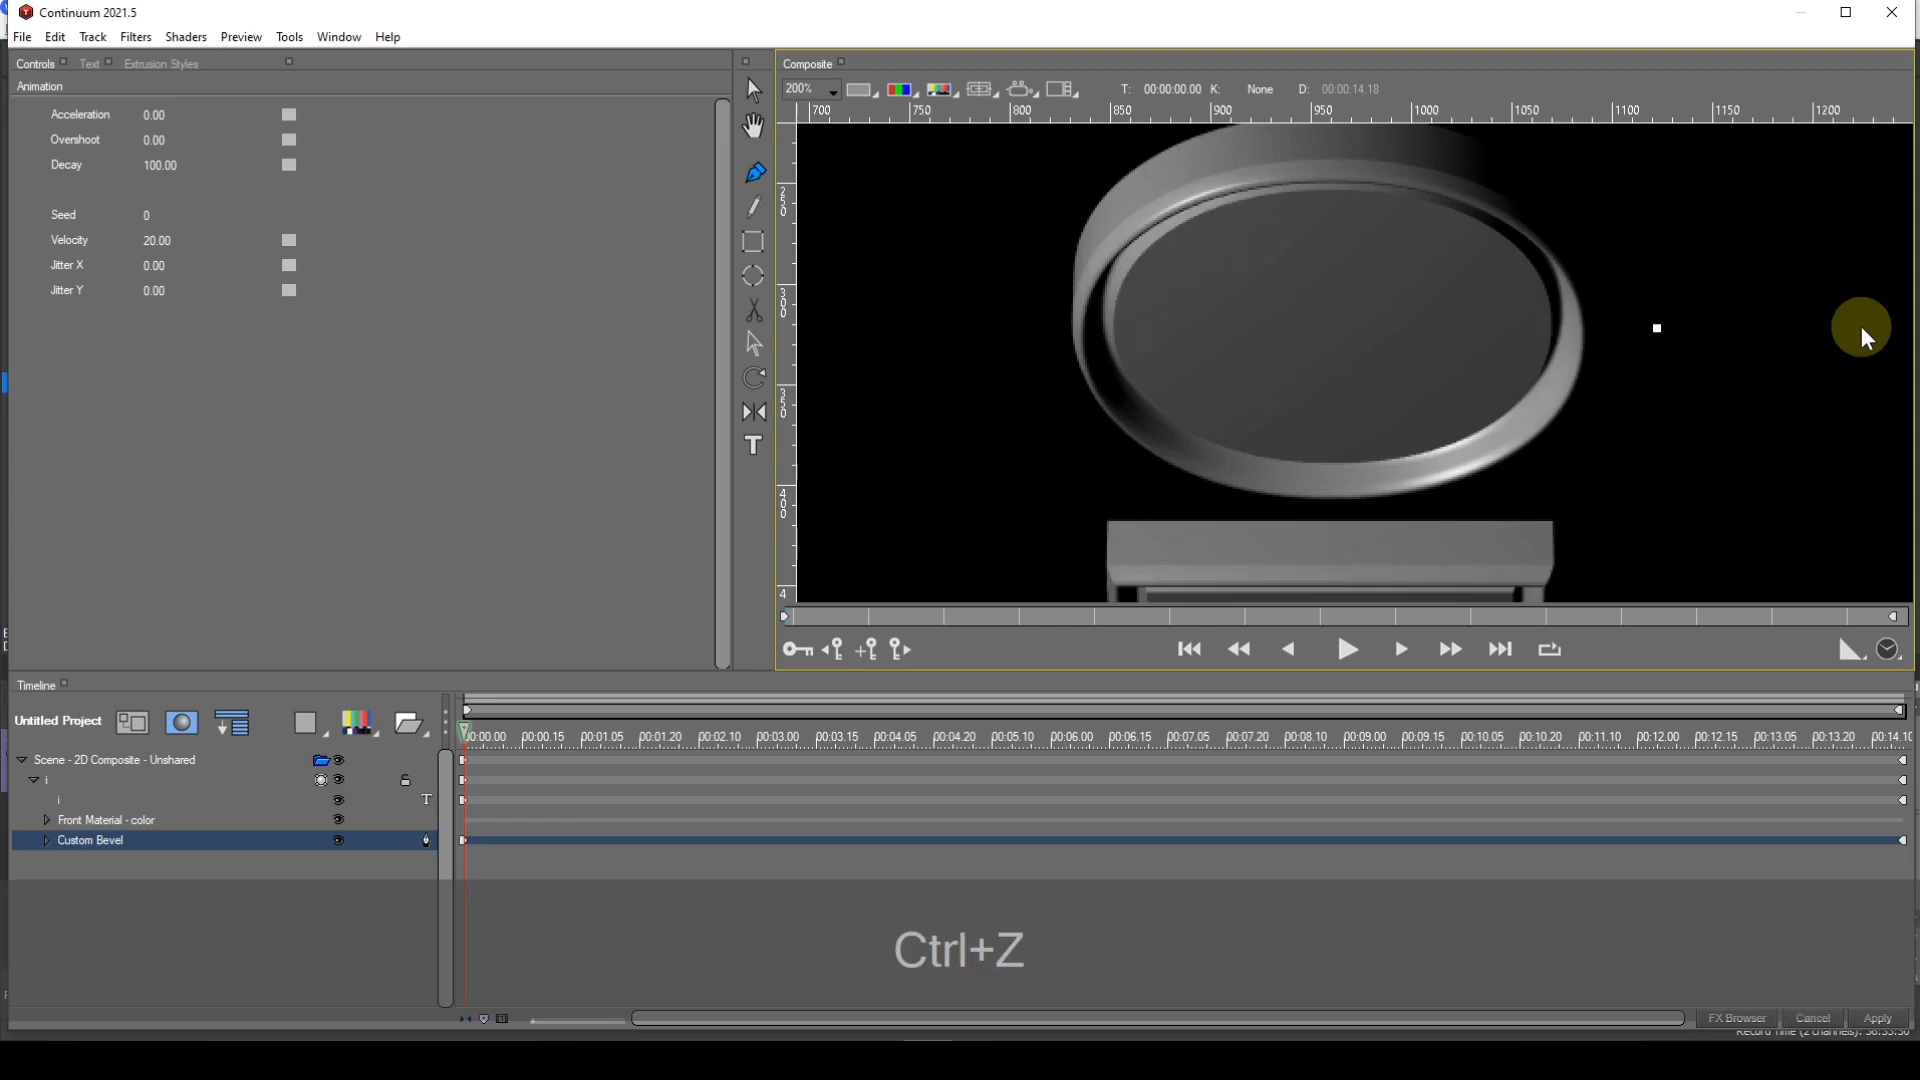 Continuum 2021.5
File Edit Track Filters Shaders Preview Tools Window Help
Controls Text Extrusion Styles
Composite
Animation
200% T: 00:00:00.00 K: None D: 00:00:14.18
700 750 800 850 900 950 1000 1050 1100 1150 1200
Acceleration 0.00
Overshoot 0.00
Decay 100.00
Seed 0
Velocity 20.00
Jitter X 0.00
Jitter Y 0.00
250
300
350
400
4
T
Timeline
Untitled Project
00:00.00 00:00.15 00:01.05 00:01.20 00:02.10 00:03.00 00:03.15 00:04.05 00:04.20 00:05.10 00:06.00 00:06.15 00:07.05 00:07.20 00:08.10 00:09.00 00:09.15 00:10.05 00:10.20 00:11.10 00:12.00 00:12.15 00:13.05 00:13.20 00:14.10
Scene - 2D Composite - Unshared
i
i T
Front Material - color
Custom Bevel
Ctrl+Z
FX Browser Cancel Apply